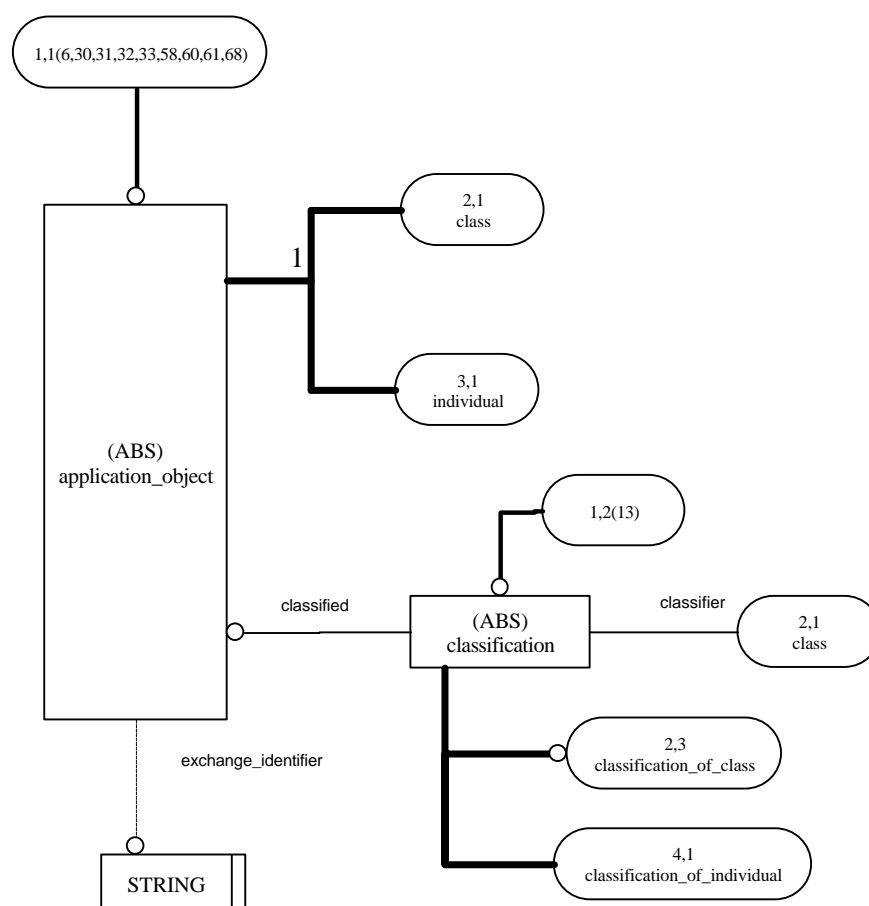 1,1(6,30,31,32,33,58,60,61,68)
2,1
class
1
3,1
individual
(ABS)
application_object
1,2(13)
classified
(ABS)
classification
classifier
2,1
class
exchange_identifier
2,3
classification_of_class
4,1
classification_of_individual
STRING